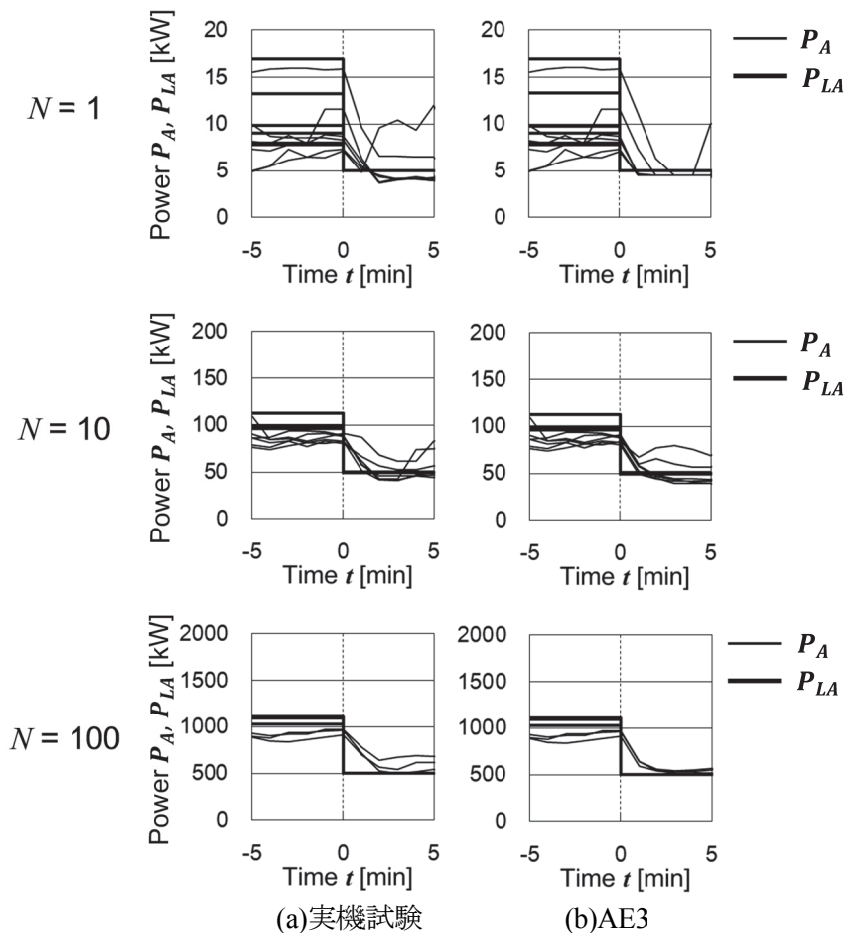 N = 1
Power P_A, P_LA [kW]
20
15
10
5
0
-5 0 5
Time t [min]
20
15
10
5
0
-5 0 5
Time t [min]
P_A
P_LA
N = 10
Power P_A, P_LA [kW]
200
150
100
50
0
-5 0 5
Time t [min]
200
150
100
50
0
-5 0 5
Time t [min]
P_A
P_LA
N = 100
Power P_A, P_LA [kW]
2000
1500
1000
500
0
-5 0 5
Time t [min]
2000
1500
1000
500
0
-5 0 5
Time t [min]
P_A
P_LA
(a)実機試験
(b)AE3